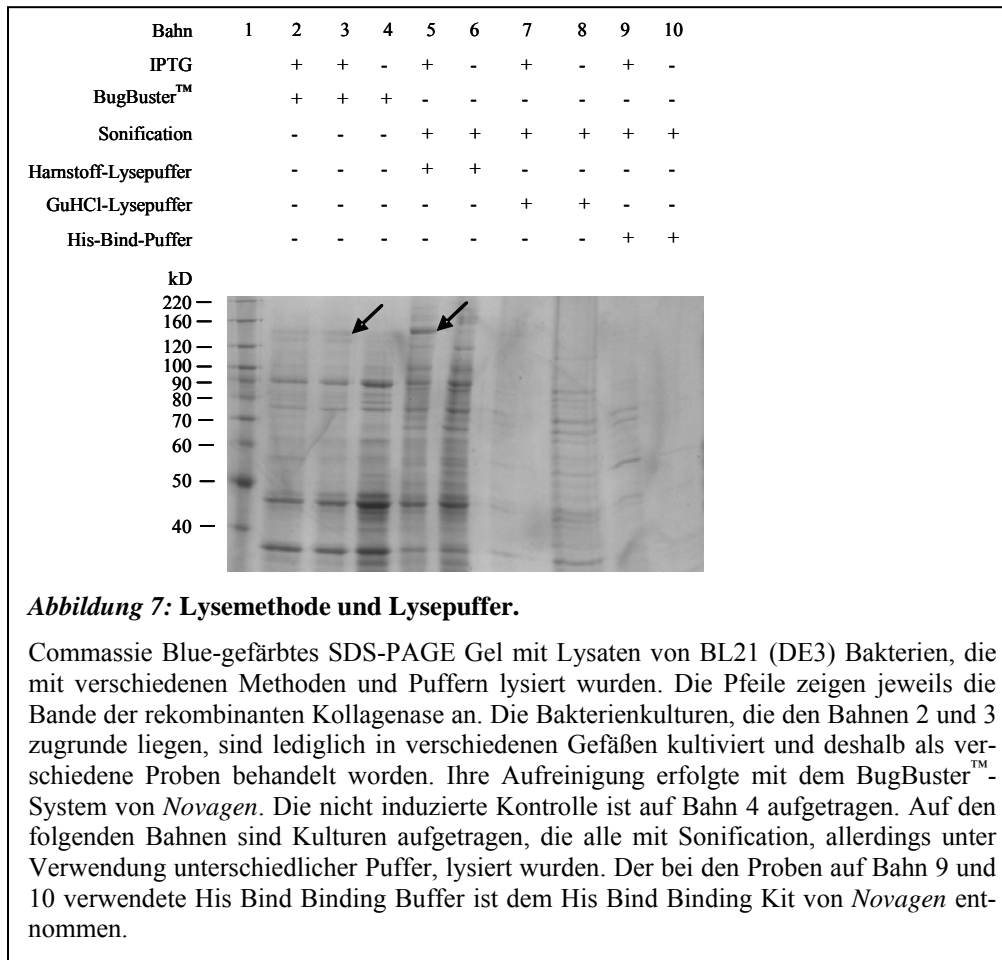 Bahn 1 2 3 4 5 6 7 8 9 10
IPTG + + - + - + - + -
BugBuster™ + + + - - - - - -
Sonification - - - + + + + + +
Harnstoff-Lysepuffer - - - + + - - - -
GuHCl-Lysepuffer - - - - - + + - -
His-Bind-Puffer - - - - - - - + +
kD
220
160
120
100
90
80
70
60
50
40
Abbildung 7: Lysemethode und Lysepuffer.
Commassie Blue-gefärbtes SDS-PAGE Gel mit Lysaten von BL21 (DE3) Bakterien, die
mit verschiedenen Methoden und Puffern lysiert wurden. Die Pfeile zeigen jeweils die
Bande der rekombinanten Kollagenase an. Die Bakterienkulturen, die den Bahnen 2 und 3
zugrunde liegen, sind lediglich in verschiedenen Gefäßen kultiviert und deshalb als ver-
schiedene Proben behandelt worden. Ihre Aufreinigung erfolgte mit dem BugBuster™-
System von Novagen. Die nicht induzierte Kontrolle ist auf Bahn 4 aufgetragen. Auf den
folgenden Bahnen sind Kulturen aufgetragen, die alle mit Sonification, allerdings unter
Verwendung unterschiedlicher Puffer, lysiert wurden. Der bei den Proben auf Bahn 9 und
10 verwendete His Bind Binding Buffer ist dem His Bind Binding Kit von Novagen ent-
nommen.